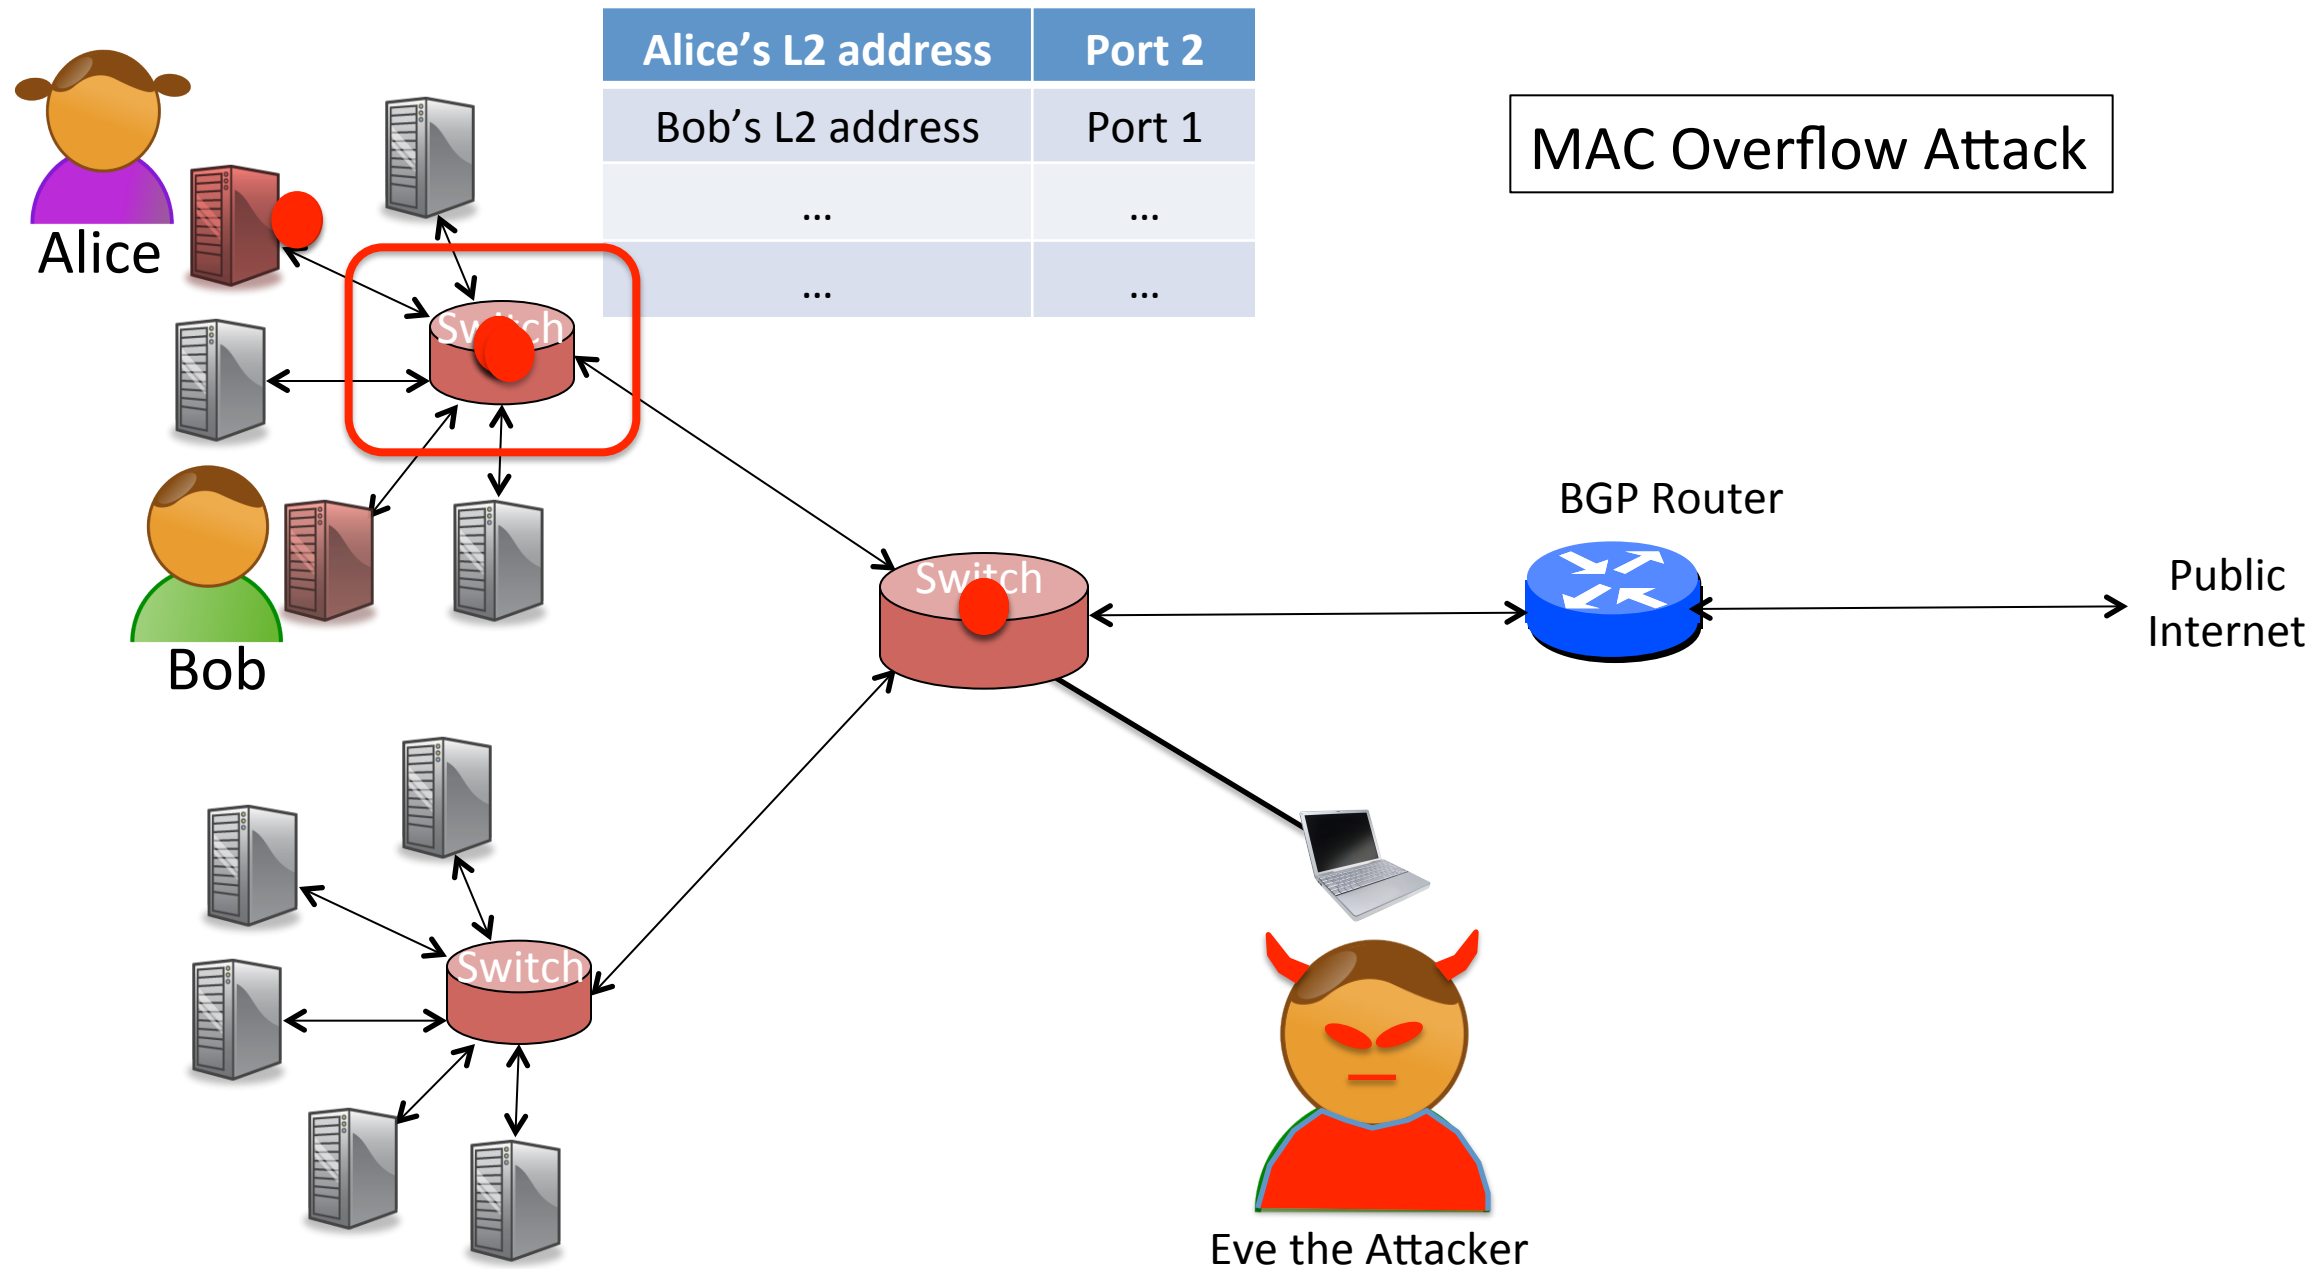 Alice’s L2 address Port 2
Bob’s L2 address Port 1
... ...
... ...
MAC Overflow Attack
Alice
Switch
Bob
BGP Router
Switch
Public
Internet
Switch
Eve the Attacker